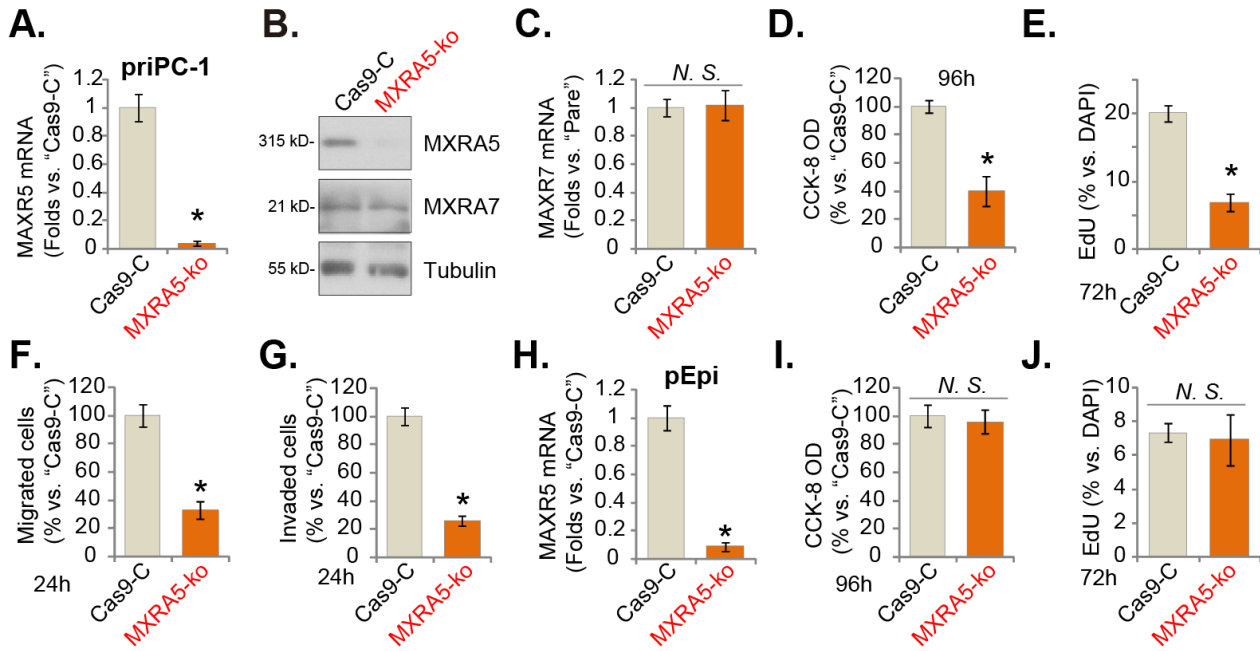 A.
priPC-1
MAXR5 mRNA
(Folds vs. “Cas9-C”)
1.2
1
0.8
0.6
0.4
0.2
0
*
Cas9-C
MXRA5-ko
B.
Cas9-C
MXRA5-ko
315 kD-
MXRA5
21 kD-
MXRA7
55 kD-
Tubulin
C.
N. S.
MAXR7 mRNA
(Folds vs. “Pare”)
1.2
1
0.8
0.6
0.4
0.2
0
Cas9-C
MXRA5-ko
D.
96h
CCK-8 OD
(% vs. “Cas9-C”)
120
100
80
60
40
20
0
*
Cas9-C
MXRA5-ko
E.
EdU (% vs. DAPI)
20
10
0
*
72h
Cas9-C
MXRA5-ko
F.
Migrated cells
(% vs. “Cas9-C”)
120
100
80
60
40
20
0
*
24h
Cas9-C
MXRA5-ko
G.
Invaded cells
(% vs. “Cas9-C”)
120
100
80
60
40
20
0
*
24h
Cas9-C
MXRA5-ko
H.
pEpi
MAXR5 mRNA
(Folds vs. “Cas9-C”)
1.2
1
0.8
0.6
0.4
0.2
0
*
Cas9-C
MXRA5-ko
I.
N. S.
CCK-8 OD
(% vs. “Cas9-C”)
120
100
80
60
40
20
0
96h
Cas9-C
MXRA5-ko
J.
N. S.
EdU (% vs. DAPI)
10
8
6
4
2
0
72h
Cas9-C
MXRA5-ko